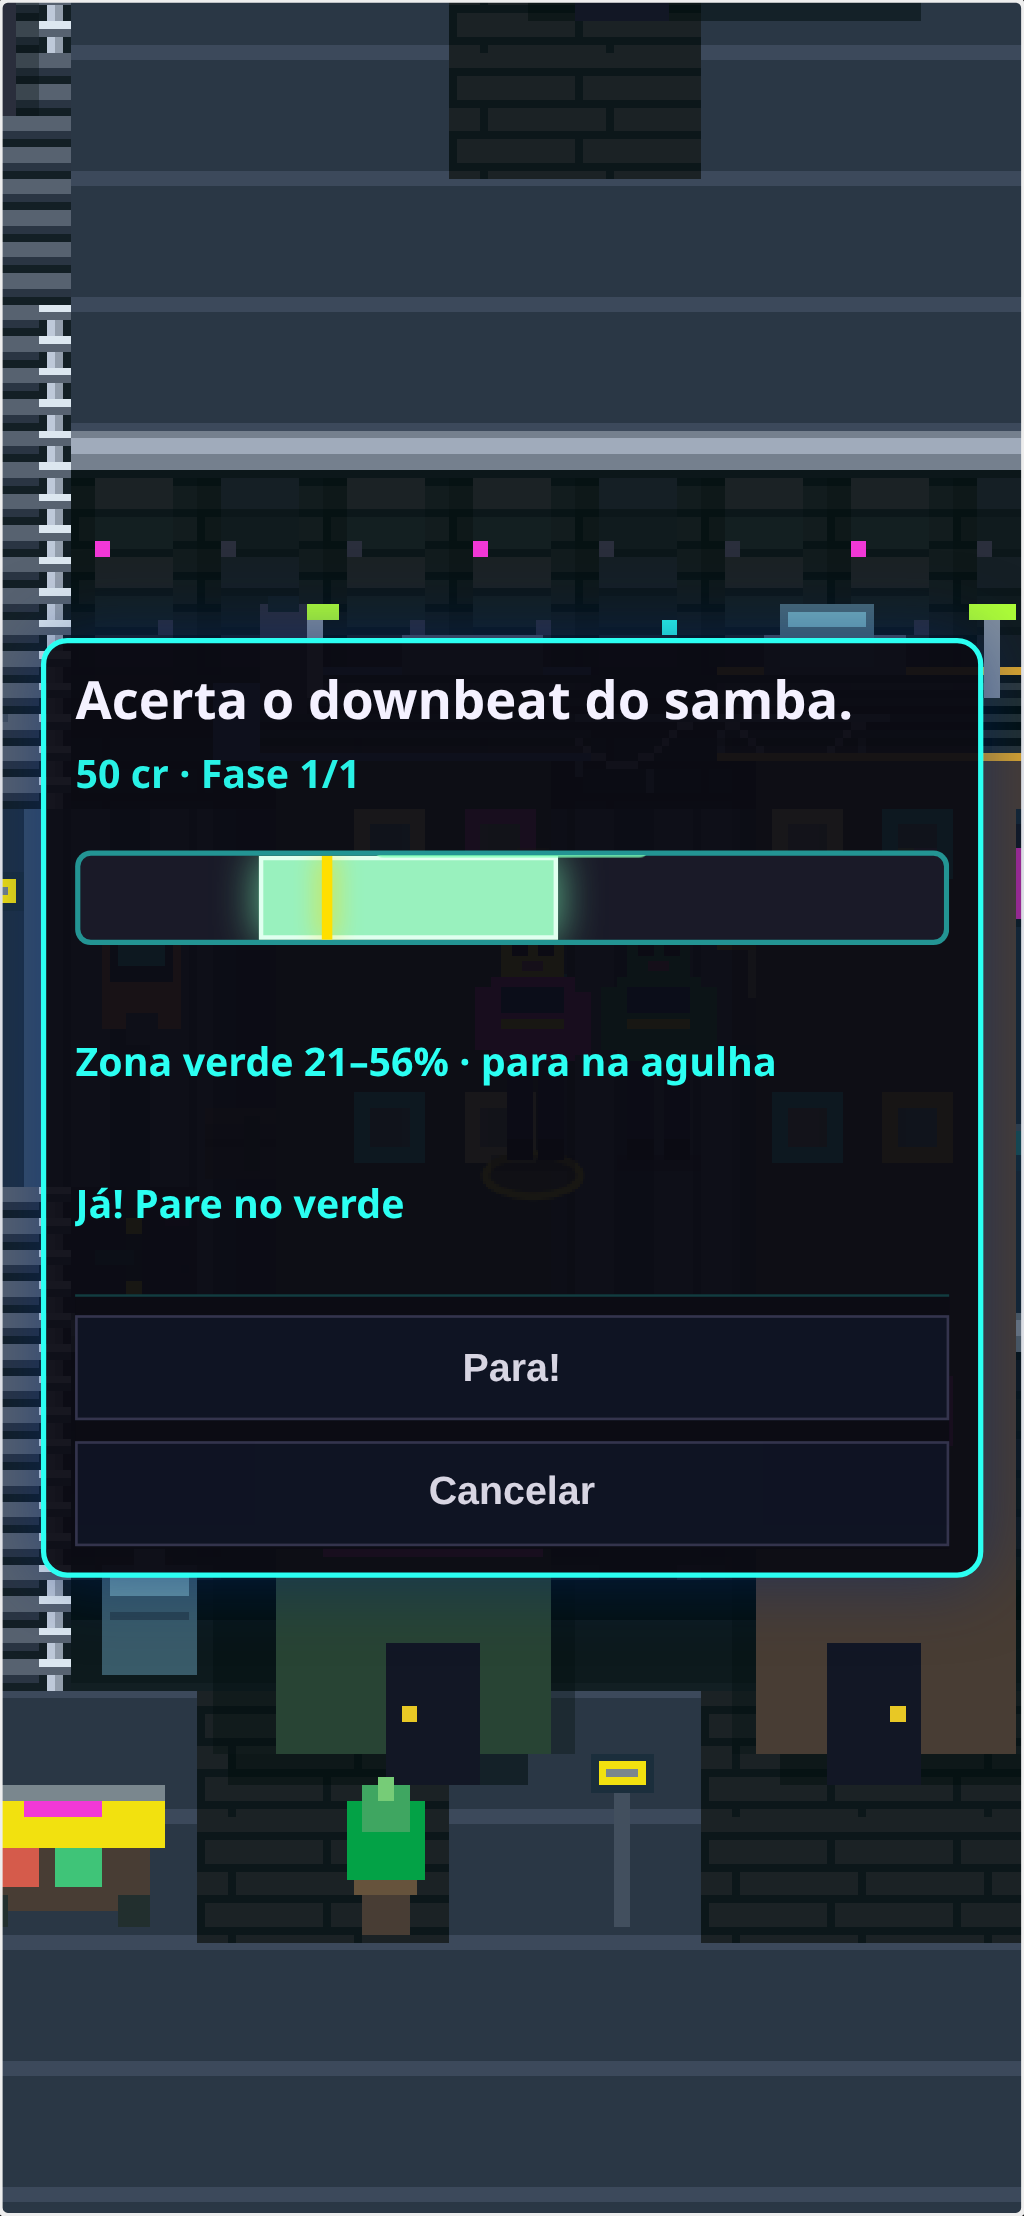 Acerta o downbeat do samba.
50 cr · Fase 1/1
Zona verde 21–56% · para na agulha
Já! Pare no verde
Para!
Cancelar